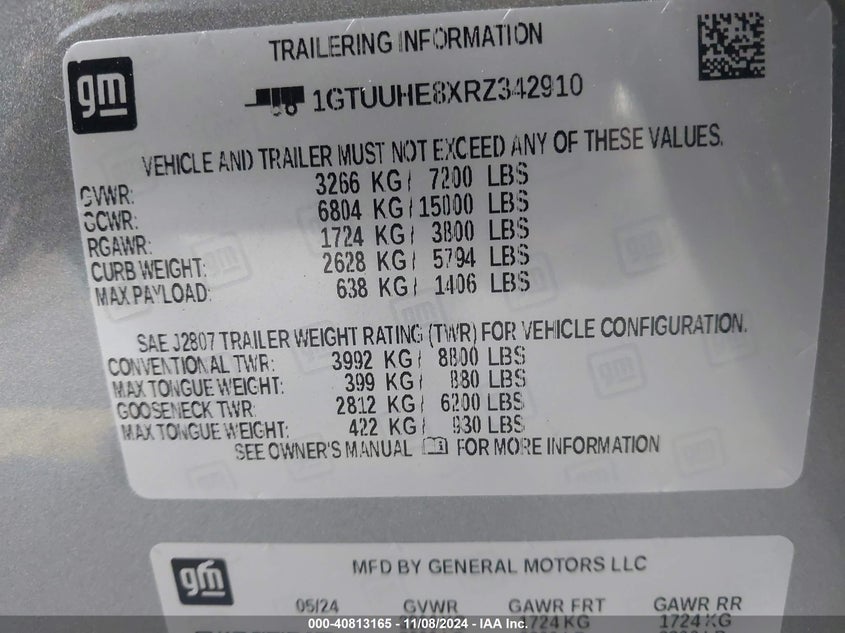 gm
TRAILERING INFORMATION
1GTUUHE8XRZ342910
VEHICLE AND TRAILER MUST NOT EXCEED ANY OF THESE VALUES.
GVWR: 3266 KG/ 7200 LBS
GCWR: 6804 KG/15000 LBS
RGAWR: 1724 KG/ 3800 LBS
CURB WEIGHT: 2628 KG/ 5794 LBS
MAX PAYLOAD: 638 KG/ 1406 LBS
SAE J2807 TRAILER WEIGHT RATING (TWR) FOR VEHICLE CONFIGURATION.
CONVENTIONAL TWR: 3992 KG/ 8800 LBS
MAX TONGUE WEIGHT: 399 KG/ 880 LBS
GOOSENECK TWR: 2812 KG/ 6200 LBS
MAX TONGUE WEIGHT: 422 KG/ 930 LBS
SEE OWNER'S MANUAL FOR MORE INFORMATION
gm
MFD BY GENERAL MOTORS LLC
05/24 GVWR GAWR FRT GAWR RR
1724 KG 1724 KG
000-40813165 - 11/08/2024 - IAAI.COM